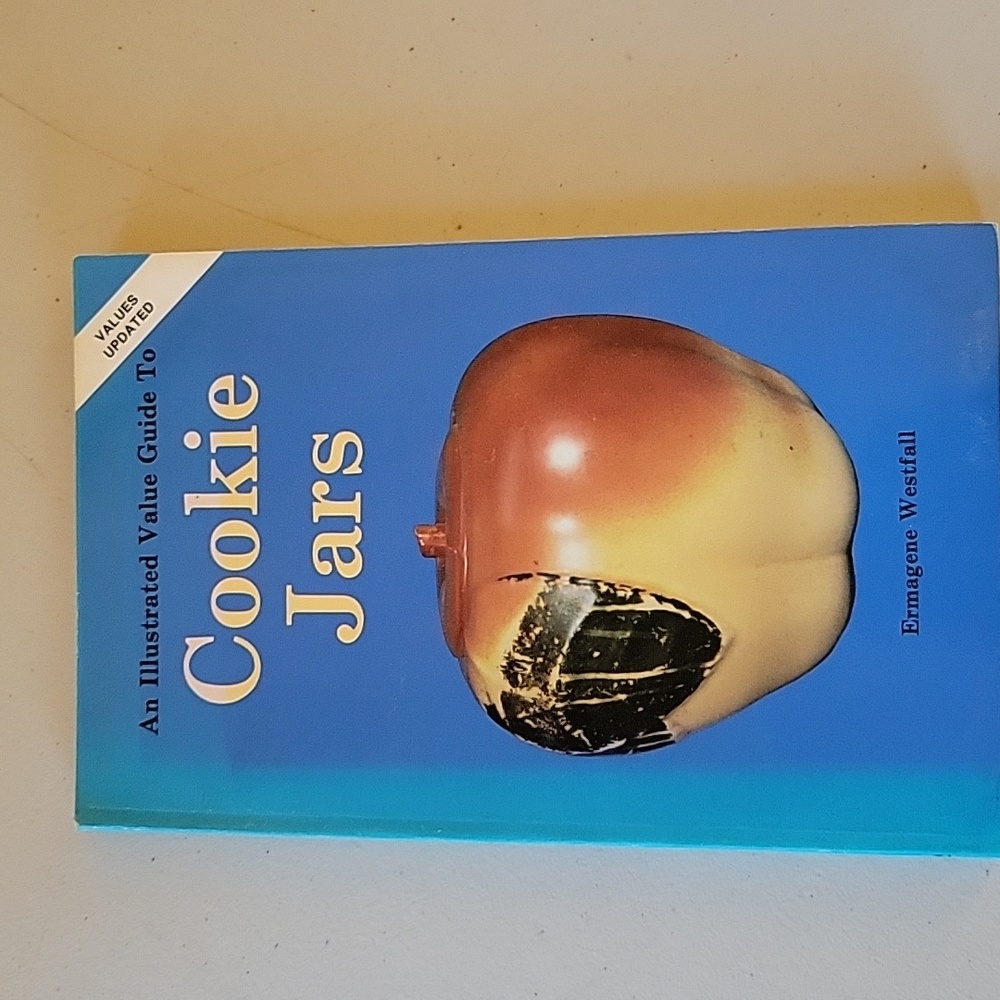 VALUES
UPDATED
An Illustrated Value Guide To
Cookie
Jars
Ermagene Westfall